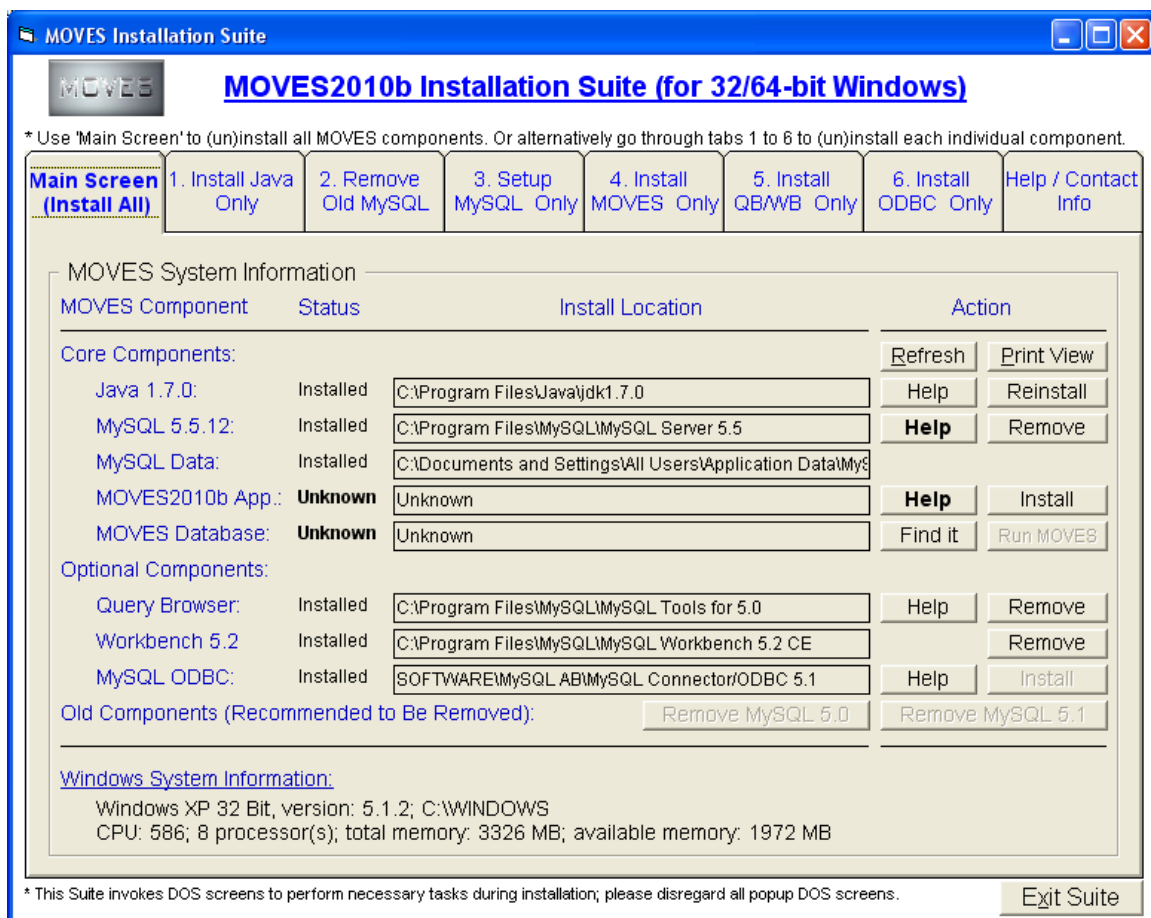 MOVES Installation Suite
MOVES
MOVES2010b Installation Suite (for 32/64-bit Windows)
* Use 'Main Screen' to (un)install all MOVES components. Or alternatively go through tabs 1 to 6 to (un)install each individual component.
Main Screen (Install All)
1. Install Java Only
2. Remove Old MySQL
3. Setup MySQL Only
4. Install MOVES Only
5. Install QB/WB Only
6. Install ODBC Only
Help / Contact Info
MOVES System Information
MOVES Component Status Install Location Action
Core Components: Refresh Print View
Java 1.7.0: Installed C:\Program Files\Java\jdk1.7.0 Help Reinstall
MySQL 5.5.12: Installed C:\Program Files\MySQL\MySQL Server 5.5 Help Remove
MySQL Data: Installed C:\Documents and Settings\All Users\Application Data\MyS
MOVES2010b App.: Unknown Unknown Help Install
MOVES Database: Unknown Unknown Find it Run MOVES
Optional Components:
Query Browser: Installed C:\Program Files\MySQL\MySQL Tools for 5.0 Help Remove
Workbench 5.2 Installed C:\Program Files\MySQL\MySQL Workbench 5.2 CE Remove
MySQL ODBC: Installed SOFTWARE\MySQL AB\MySQL Connector/ODBC 5.1 Help Install
Old Components (Recommended to Be Removed): Remove MySQL 5.0 Remove MySQL 5.1
Windows System Information:
Windows XP 32 Bit, version: 5.1.2; C:\WINDOWS
CPU: 586; 8 processor(s); total memory: 3326 MB; available memory: 1972 MB
* This Suite invokes DOS screens to perform necessary tasks during installation; please disregard all popup DOS screens.
Exit Suite